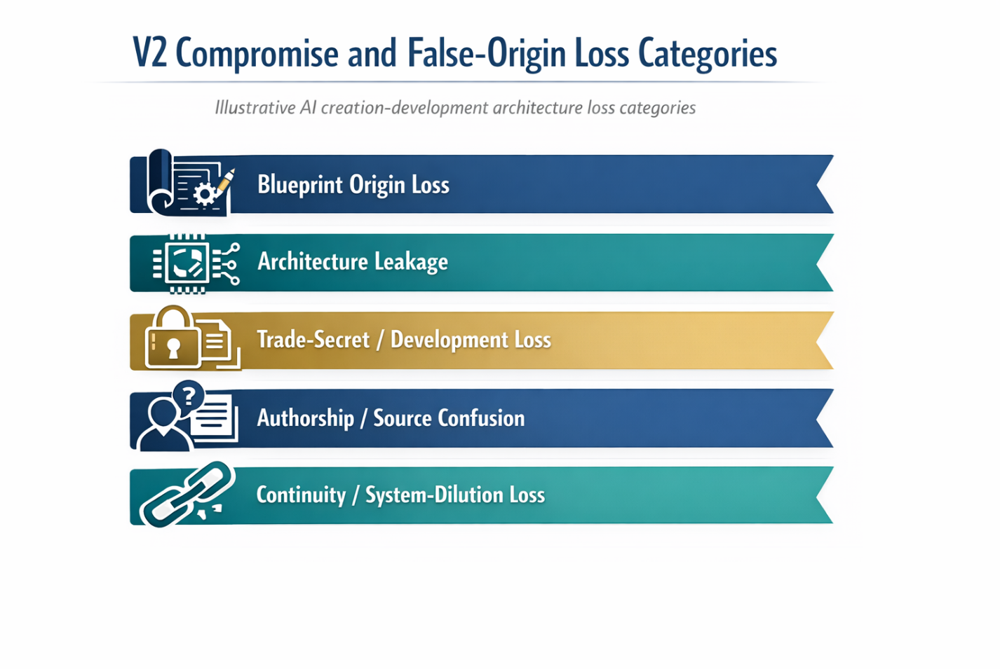 V2 Compromise and False-Origin Loss Categories
Illustrative AI creation-development architecture loss categories
Blueprint Origin Loss
Architecture Leakage
Trade-Secret / Development Loss
?
Authorship / Source Confusion
Continuity / System-Dilution Loss